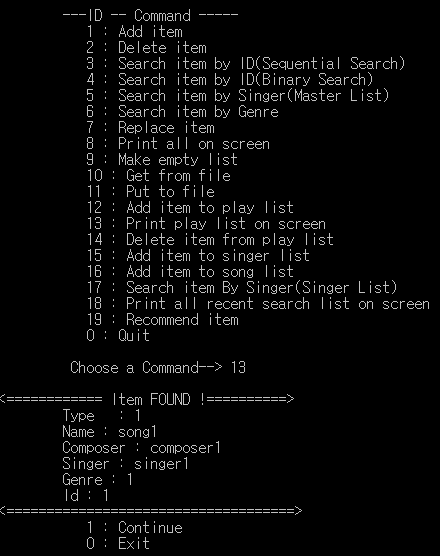 ---ID -- Command -----
1 : Add item
2 : Delete item
3 : Search item by ID(Sequential Search)
4 : Search item by ID(Binary Search)
5 : Search item by Singer(Master List)
6 : Search item by Genre
7 : Replace item
8 : Print all on screen
9 : Make empty list
10 : Get from file
11 : Put to file
12 : Add item to play list
13 : Print play list on screen
14 : Delete item from play list
15 : Add item to singer list
16 : Add item to song list
17 : Search item By Singer(Singer List)
18 : Print all recent search list on screen
19 : Recommend item
0 : Quit
Choose a Command--> 13
<============ Item FOUND !==========>
Type : 1
Name : song1
Composer : composer1
Singer : singer1
Genre : 1
Id : 1
<===================================>
1 : Continue
0 : Exit